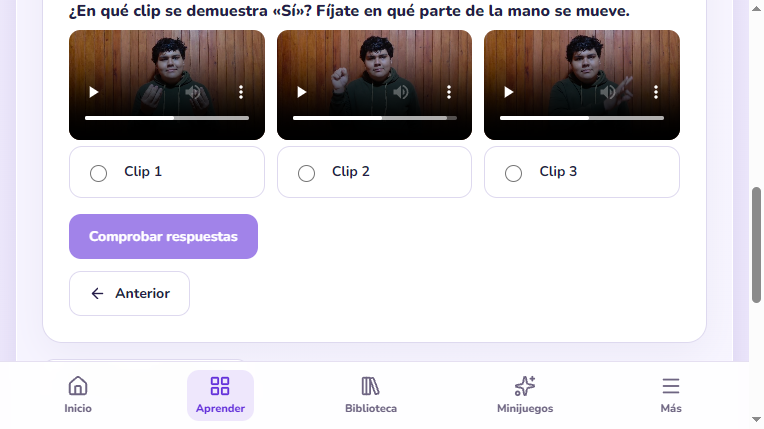 ¿En qué clip se demuestra «Sí»? Fíjate en qué parte de la mano se mueve.
Clip 1
Clip 2
Clip 3
Comprobar respuestas
← Anterior
Inicio
Aprender
Biblioteca
Minijuegos
Más